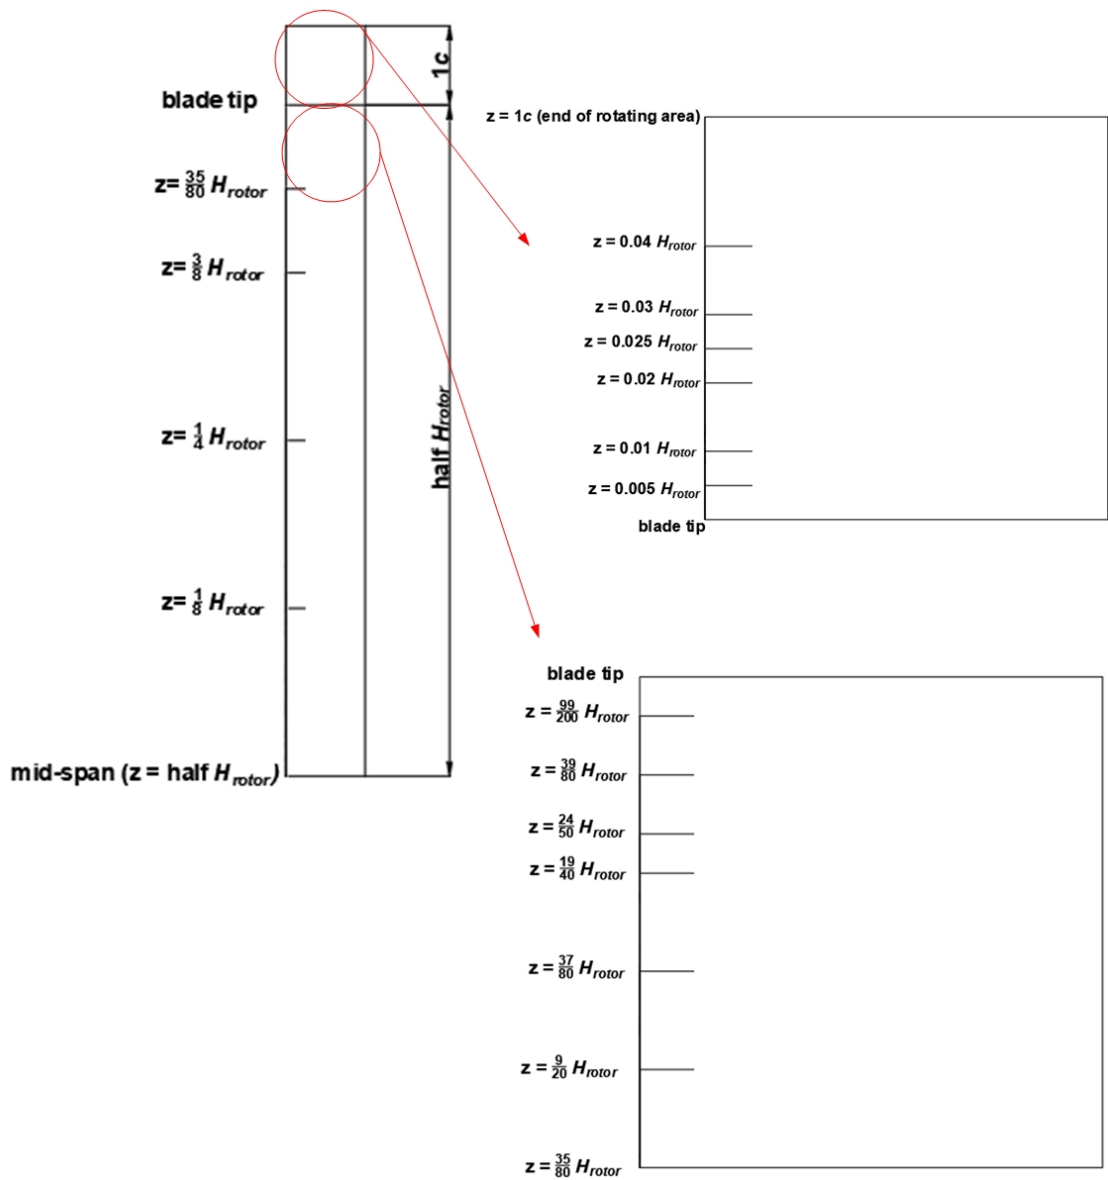 1c
blade tip
z= 35/80 H_rotor
z= 3/8 H_rotor
z= 1/4 H_rotor
half H_rotor
z= 1/8 H_rotor
mid-span (z = half H_rotor)
z = 1c (end of rotating area)
z = 0.04 H_rotor
z = 0.03 H_rotor
z = 0.025 H_rotor
z = 0.02 H_rotor
z = 0.01 H_rotor
z = 0.005 H_rotor
blade tip
blade tip
z = 99/200 H_rotor
z = 39/80 H_rotor
z = 24/50 H_rotor
z = 19/40 H_rotor
z = 37/80 H_rotor
z = 9/20 H_rotor
z = 35/80 H_rotor